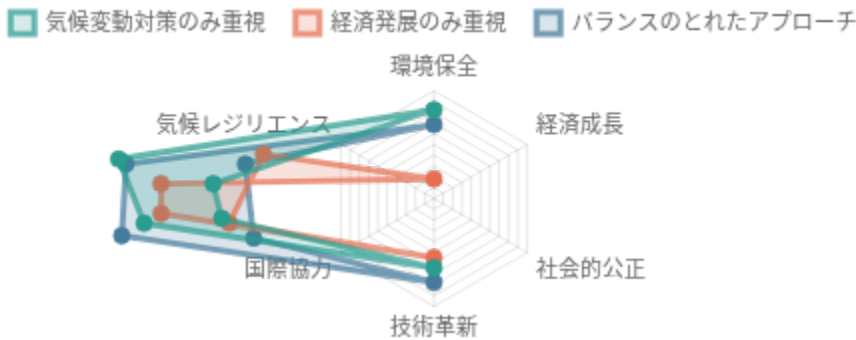 気候変動対策のみ重視 経済発展のみ重視 バランスのとれたアプローチ
環境保全
気候レジリエンス 経済成長
国際協力 社会的公正
技術革新